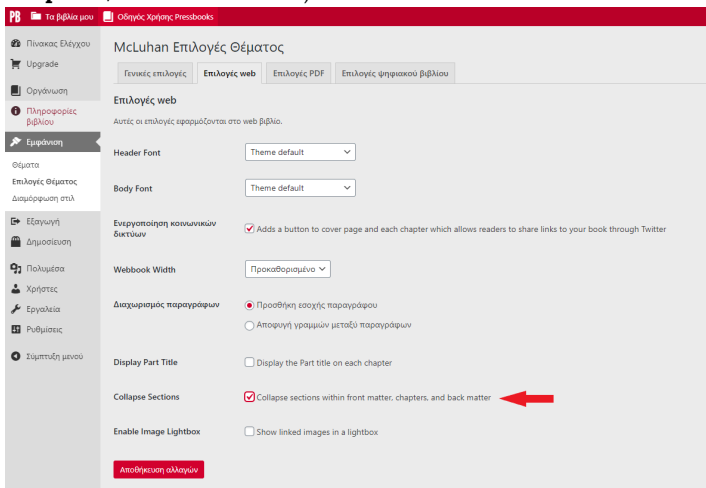 PB Τα βιβλία μου Οδηγός Χρήσης Pressbooks
Πίνακας Ελέγχου
Upgrade
Οργάνωση
Πληροφορίες
βιβλίου
Εμφάνιση
Θέματα
Επιλογές Θέματος
Διαμόρφωση στιλ
Εξαγωγή
Δημοσίευση
Πολυμέσα
Χρήστες
Εργαλεία
Ρυθμίσεις
Σύμπτυξη μενού
McLuhan Επιλογές Θέματος
Γενικές επιλογές Επιλογές web Επιλογές PDF Επιλογές ψηφιακού βιβλίου
Επιλογές web
Αυτές οι επιλογές εφαρμόζονται στο web βιβλίο.
Header Font Theme default
Body Font Theme default
Ενεργοποίηση κοινωνικών
δικτύων Adds a button to cover page and each chapter which allows readers to share links to your book through Twitter
Webbook Width Προκαθορισμένο
Διαχωρισμός παραγράφων Προσθήκη εσοχής παραγράφου
Αποφυγή γραμμών μεταξύ παραγράφων
Display Part Title Display the Part title on each chapter
Collapse Sections Collapse sections within front matter, chapters, and back matter
Enable Image Lightbox Show linked images in a lightbox
Αποθήκευση αλλαγών